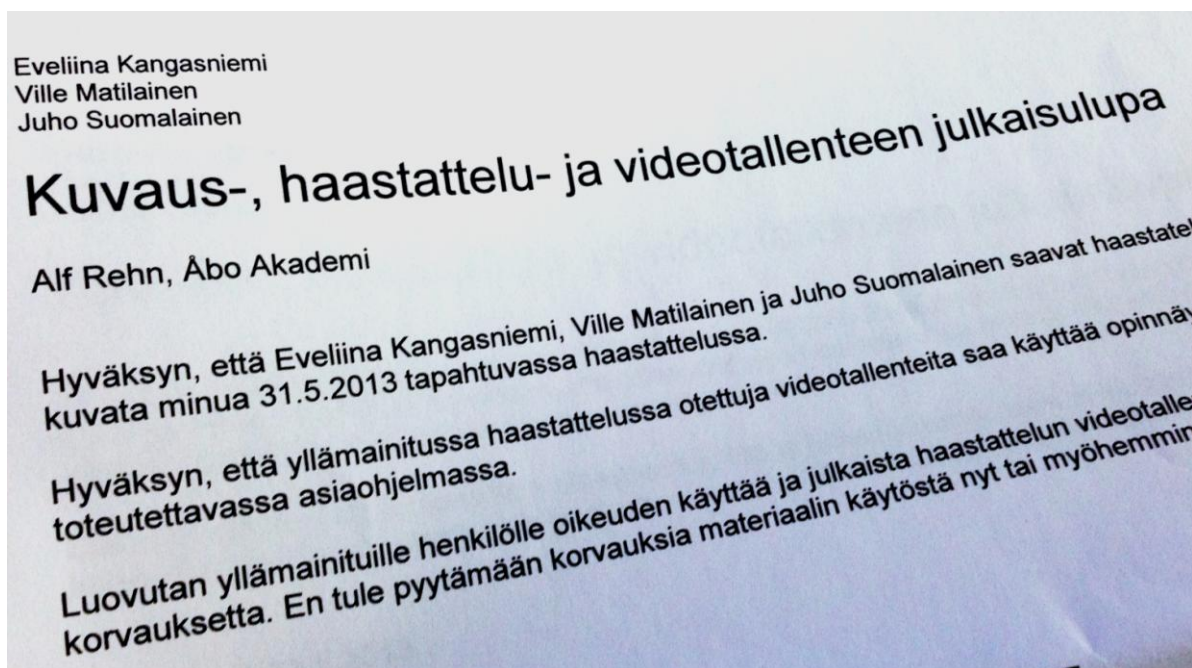 Eveliina Kangasniemi
Ville Matilainen
Juho Suomalainen
Kuvaus-, haastattelu- ja videotallenteen julkaisulupa
Alf Rehn, Åbo Akademi
Hyväksyn, että Eveliina Kangasniemi, Ville Matilainen ja Juho Suomalainen saavat
kuvata minua 31.5.2013 tapahtuvassa haastattelussa.
Hyväksyn, että yllämainitussa haastattelussa otettuja videotallenteita saa käyttää
toteutettavassa asiaohjelmassa.
Luovutan yllämainituille henkilölle oikeuden käyttää ja julkaista haastattelun
korvauksetta. En tule pyytämään korvauksia materiaalin käytöstä nyt tai myöhemmin